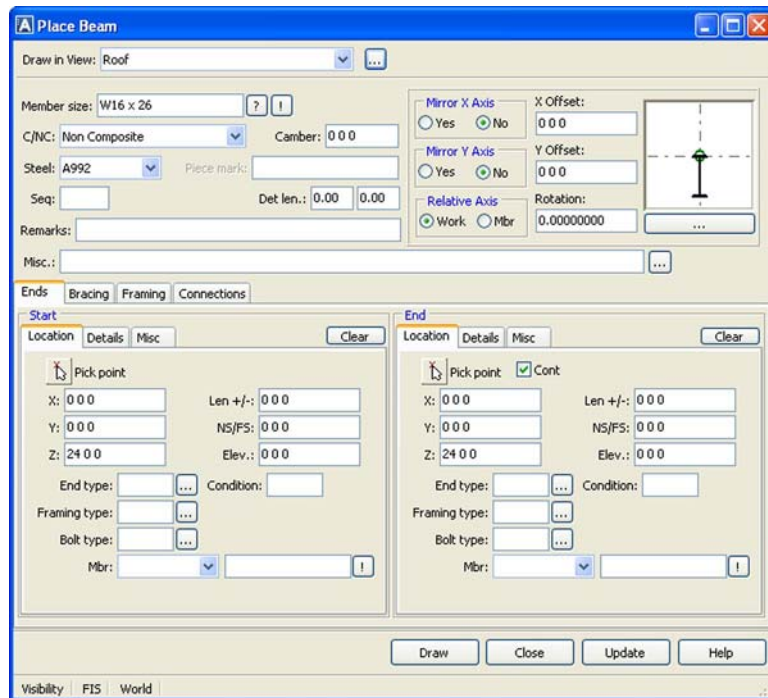 A Place Beam
Draw in View: Roof ...
Member size: W16 x 26 ? !
C/NC: Non Composite Camber: 0 0 0
Steel: A992 Piece mark:
Seq: Det len.: 0.00 0.00
Remarks:
Mirror X Axis X Offset:
Yes No 0 0 0
Mirror Y Axis Y Offset:
Yes No 0 0 0
Relative Axis Rotation:
Work Mbr 0.00000000 ...
Misc.: ...
Ends Bracing Framing Connections
Start
Location Details Misc Clear
Pick point
X: 0 0 0 Len +/-: 0 0 0
Y: 0 0 0 NS/FS: 0 0 0
Z: 24 0 0 Elev.: 0 0 0
End type: ... Condition:
Framing type: ...
Bolt type: ...
Mbr: !
End
Location Details Misc Clear
Pick point Cont
X: 0 0 0 Len +/-: 0 0 0
Y: 0 0 0 NS/FS: 0 0 0
Z: 24 0 0 Elev.: 0 0 0
End type: ... Condition:
Framing type: ...
Bolt type: ...
Mbr: !
Draw Close Update Help
Visibility FIS World